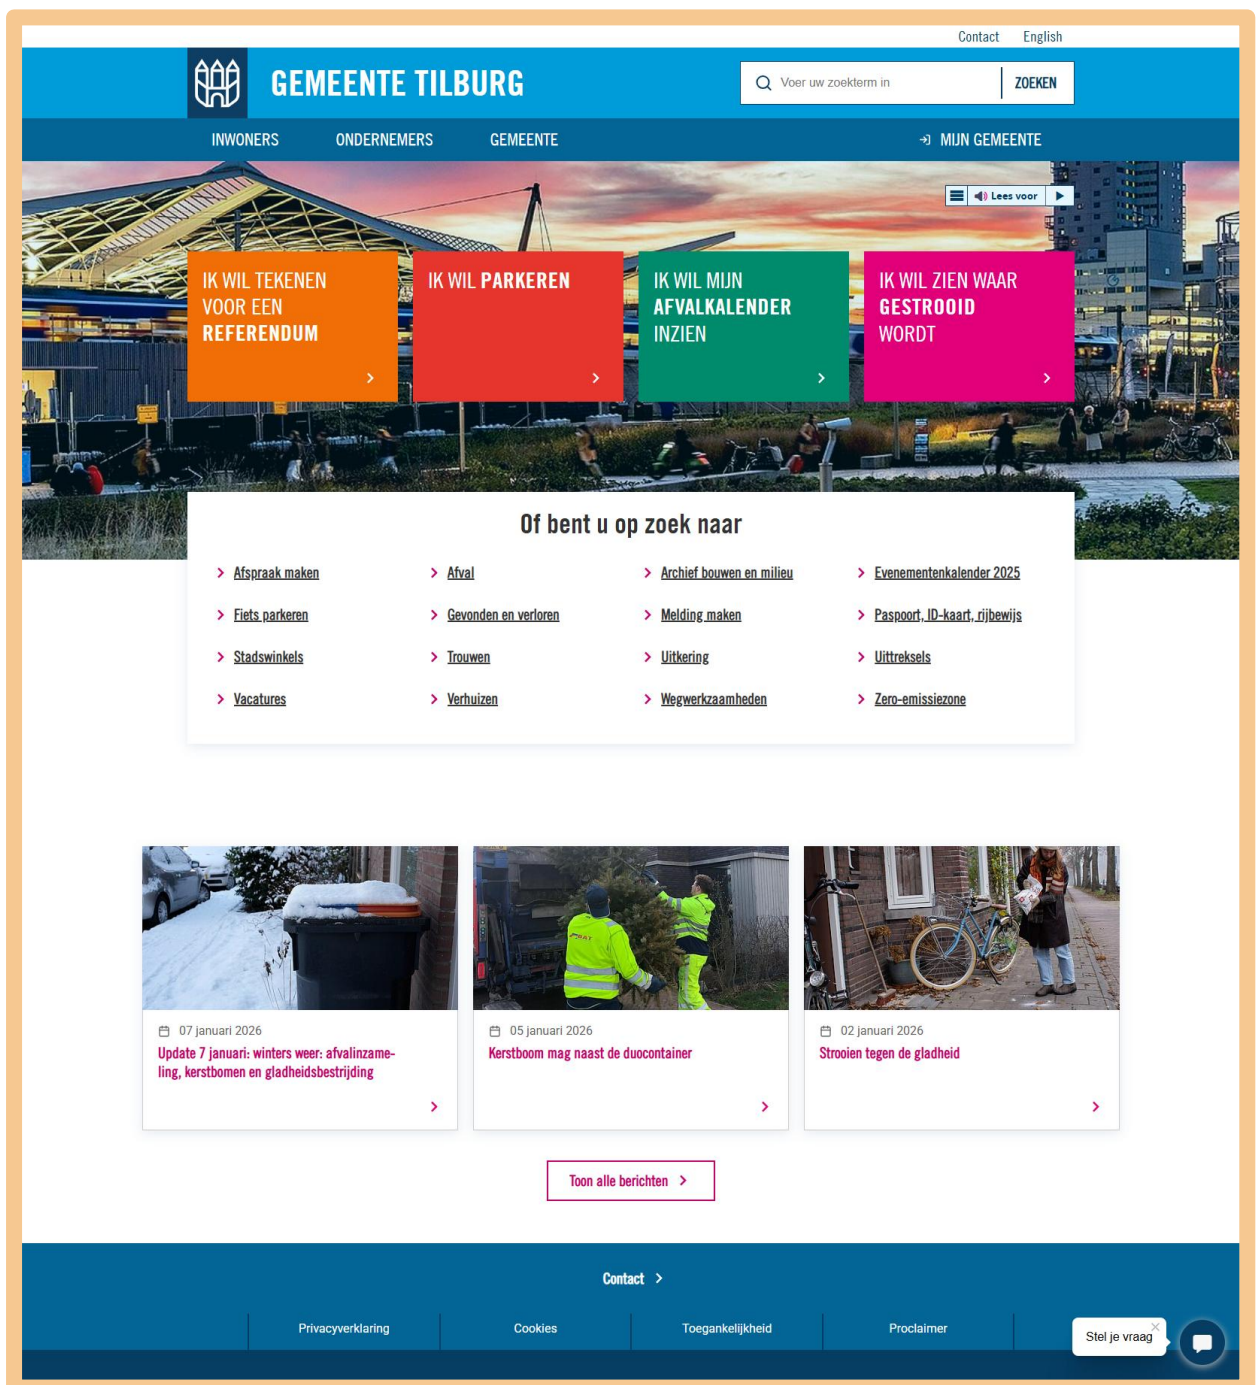 Contact English
GEMEENTE TILBURG
Voer uw zoekterm in
ZOEKEN
INWONERS ONDERNEMERS GEMEENTE MIJN GEMEENTE
Lees voor
IK WIL TEKENEN
VOOR EEN
REFERENDUM
IK WIL PARKEREN
IK WIL MIJN
AFVALKALENDER
INZIEN
IK WIL ZIEN WAAR
GESTROOID
WORDT
Of bent u op zoek naar
Afspraak maken Afval Archief bouwen en milieu Evenementenkalender 2025
Fiets parkeren Gevonden en verloren Melding maken Paspoort, ID-kaart, rijbewijs
Stadswinkels Trouwen Uitkering Uittreksels
Vacatures Verhuizen Wegwerkzaamheden Zero-emissiezone
07 januari 2026
Update 7 januari: winters weer: afvalinzame-
ling, kerstbomen en gladheidsbestrijding
05 januari 2026
Kerstboom mag naast de duocontainer
02 januari 2026
Strooien tegen de gladheid
Toon alle berichten
Contact
Privacyverklaring Cookies Toegankelijkheid Proclaimer
Stel je vraag